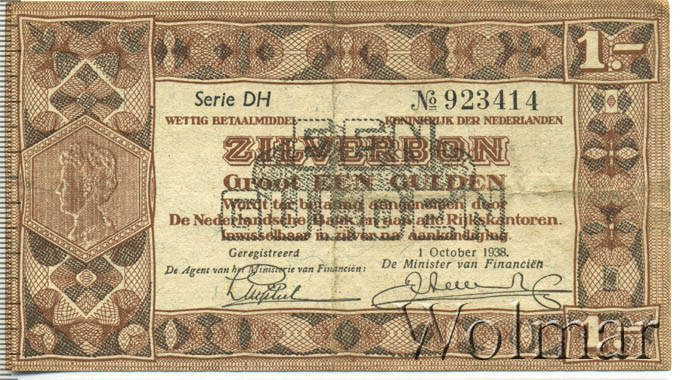 1.-
Serie DH
№ 923414
WETTIG BETAALMIDDEL
KONINKRIJK DER NEDERLANDEN
EEN
ZILVERBON
Groot EEN GULDEN
GULDEN
Wordt ter betaling aangenomen door
De Nederlandsche Bank en aan alle Rijkskantoren.
Inwisselbaar in zilver na aankondiging.
Geregistreerd
1 October 1938.
De Agent van het Ministerie van Financiën:
De Minister van Financiën
1.-
Wolmar